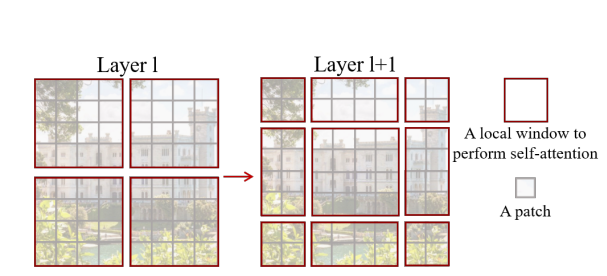 Layer l
Layer l+1
A local window to
perform self-attention
A patch